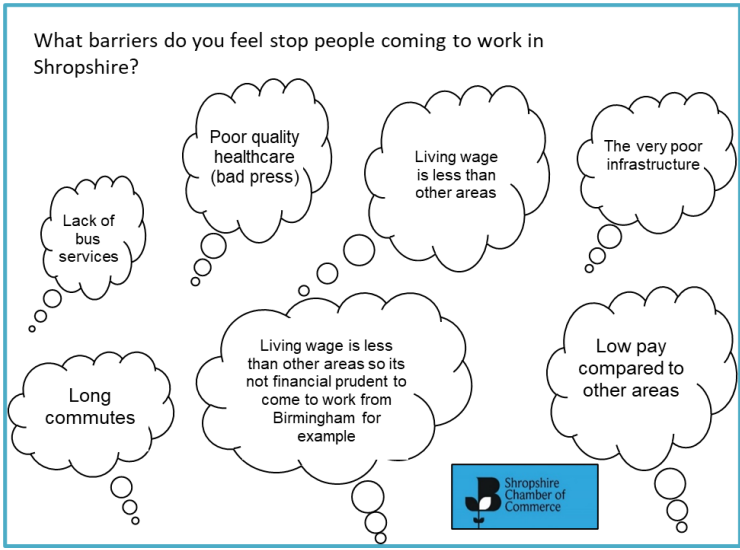 What barriers do you feel stop people coming to work in
Shropshire?
Poor quality
healthcare
(bad press)
Living wage
is less than
other areas
The very poor
infrastructure
Lack of
bus
services
Living wage is less
than other areas so its
not financial prudent to
come to work from
Birmingham for
example
Low pay
compared to
other areas
Long
commutes
Shropshire
Chamber of
Commerce